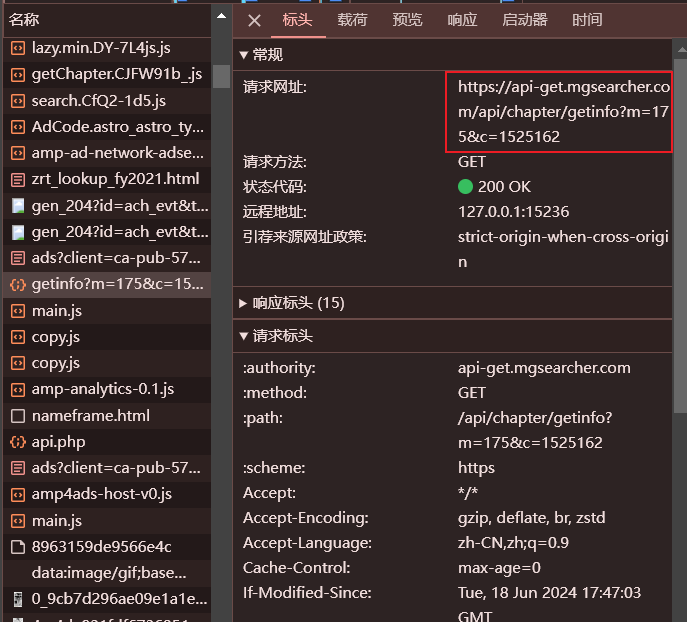 名称
lazy.min.DY-7L4js.js
getChapter.CJFW91b_.js
search.CfQ2-1d5.js
AdCode.astro_astro_ty...
amp-ad-network-adse...
zrt_lookup_fy2021.html
gen_204?id=ach_evt&t...
gen_204?id=ach_evt&t...
ads?client=ca-pub-57...
getinfo?m=175&c=15...
main.js
copy.js
copy.js
amp-analytics-0.1.js
nameframe.html
api.php
ads?client=ca-pub-57...
amp4ads-host-v0.js
main.js
8963159de9566e4c
data:image/gif;base...
0_9cb7d296ae09e1a1e...
标头 载荷 预览 响应 启动器 时间
常规
请求网址: https://api-get.mgsearcher.co
m/api/chapter/getinfo?m=17
5&c=1525162
请求方法: GET
状态代码: 200 OK
远程地址: 127.0.0.1:15236
引荐来源网址政策: strict-origin-when-cross-origi
n
响应标头 (15)
请求标头
:authority: api-get.mgsearcher.com
:method: GET
:path: /api/chapter/getinfo?
m=175&c=1525162
:scheme: https
Accept: */*
Accept-Encoding: gzip, deflate, br, zstd
Accept-Language: zh-CN,zh;q=0.9
Cache-Control: max-age=0
If-Modified-Since: Tue, 18 Jun 2024 17:47:03
GMT